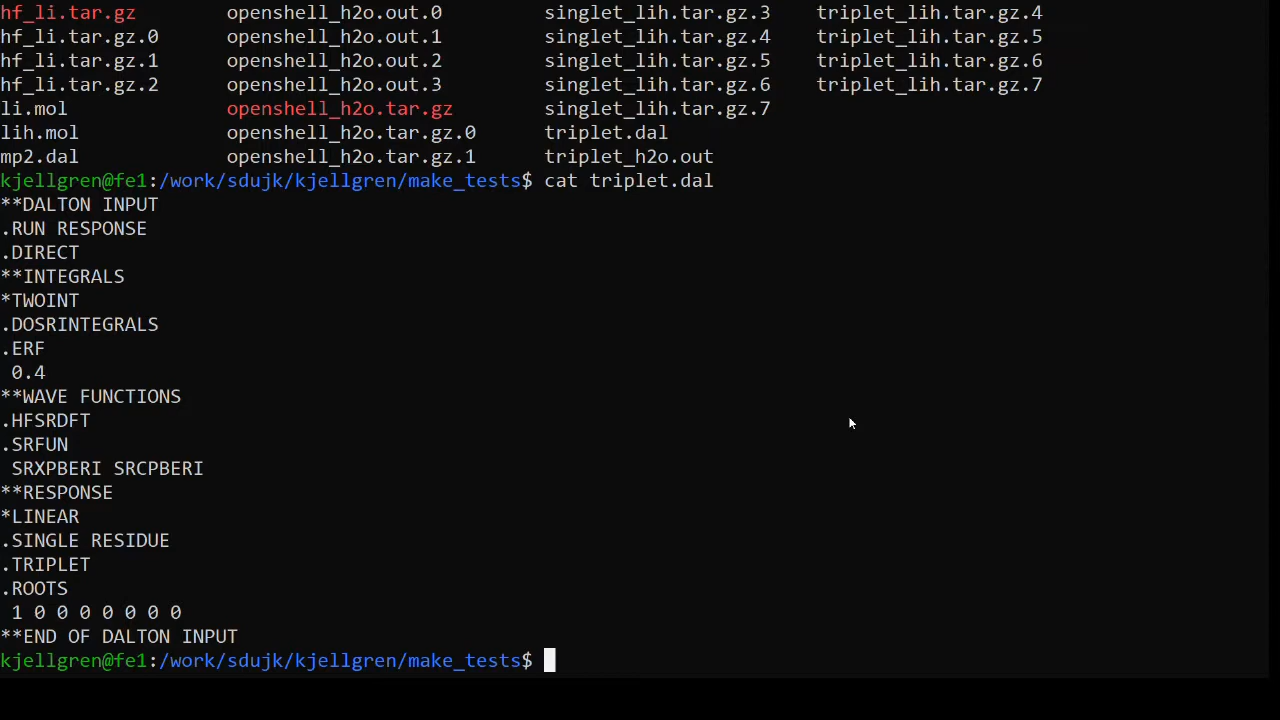 hf_li.tar.gz openshell_h2o.out.0 singlet_lih.tar.gz.3 triplet_lih.tar.gz.4
hf_li.tar.gz.0 openshell_h2o.out.1 singlet_lih.tar.gz.4 triplet_lih.tar.gz.5
hf_li.tar.gz.1 openshell_h2o.out.2 singlet_lih.tar.gz.5 triplet_lih.tar.gz.6
hf_li.tar.gz.2 openshell_h2o.out.3 singlet_lih.tar.gz.6 triplet_lih.tar.gz.7
li.mol openshell_h2o.tar.gz singlet_lih.tar.gz.7
lih.mol openshell_h2o.tar.gz.0 triplet.dal
mp2.dal openshell_h2o.tar.gz.1 triplet_h2o.out
kjellgren@fe1:/work/sdujk/kjellgren/make_tests$ cat triplet.dal
**DALTON INPUT
.RUN RESPONSE
.DIRECT
**INTEGRALS
*TWOINT
.DOSRINTEGRALS
.ERF
 0.4
**WAVE FUNCTIONS
.HFSRDFT
.SRFUN
 SRXPBERI SRCPBERI
**RESPONSE
*LINEAR
.SINGLE RESIDUE
.TRIPLET
.ROOTS
 1 0 0 0 0 0 0 0
**END OF DALTON INPUT
kjellgren@fe1:/work/sdujk/kjellgren/make_tests$